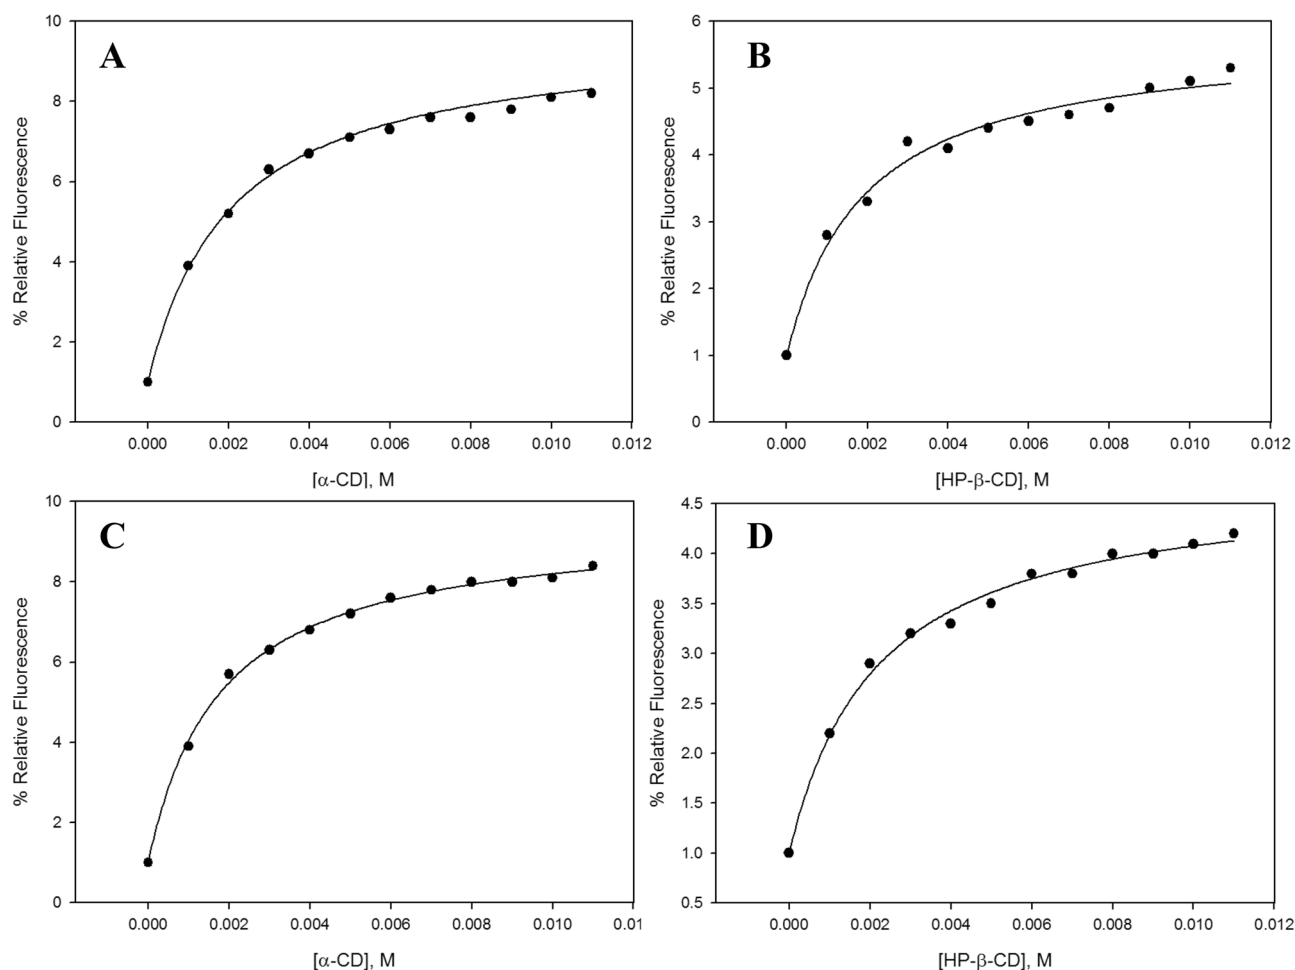 A
% Relative Fluorescence
10
8
6
4
2
0
0.000 0.002 0.004 0.006 0.008 0.010 0.012
[α-CD], M
B
% Relative Fluorescence
6
5
4
3
2
1
0
0.000 0.002 0.004 0.006 0.008 0.010 0.012
[HP-β-CD], M
C
% Relative Fluorescence
10
8
6
4
2
0
0.000 0.002 0.004 0.006 0.008 0.010 0.01
[α-CD], M
D
% Relative Fluorescence
4.5
4.0
3.5
3.0
2.5
2.0
1.5
1.0
0.5
0.000 0.002 0.004 0.006 0.008 0.010 0.012
[HP-β-CD], M